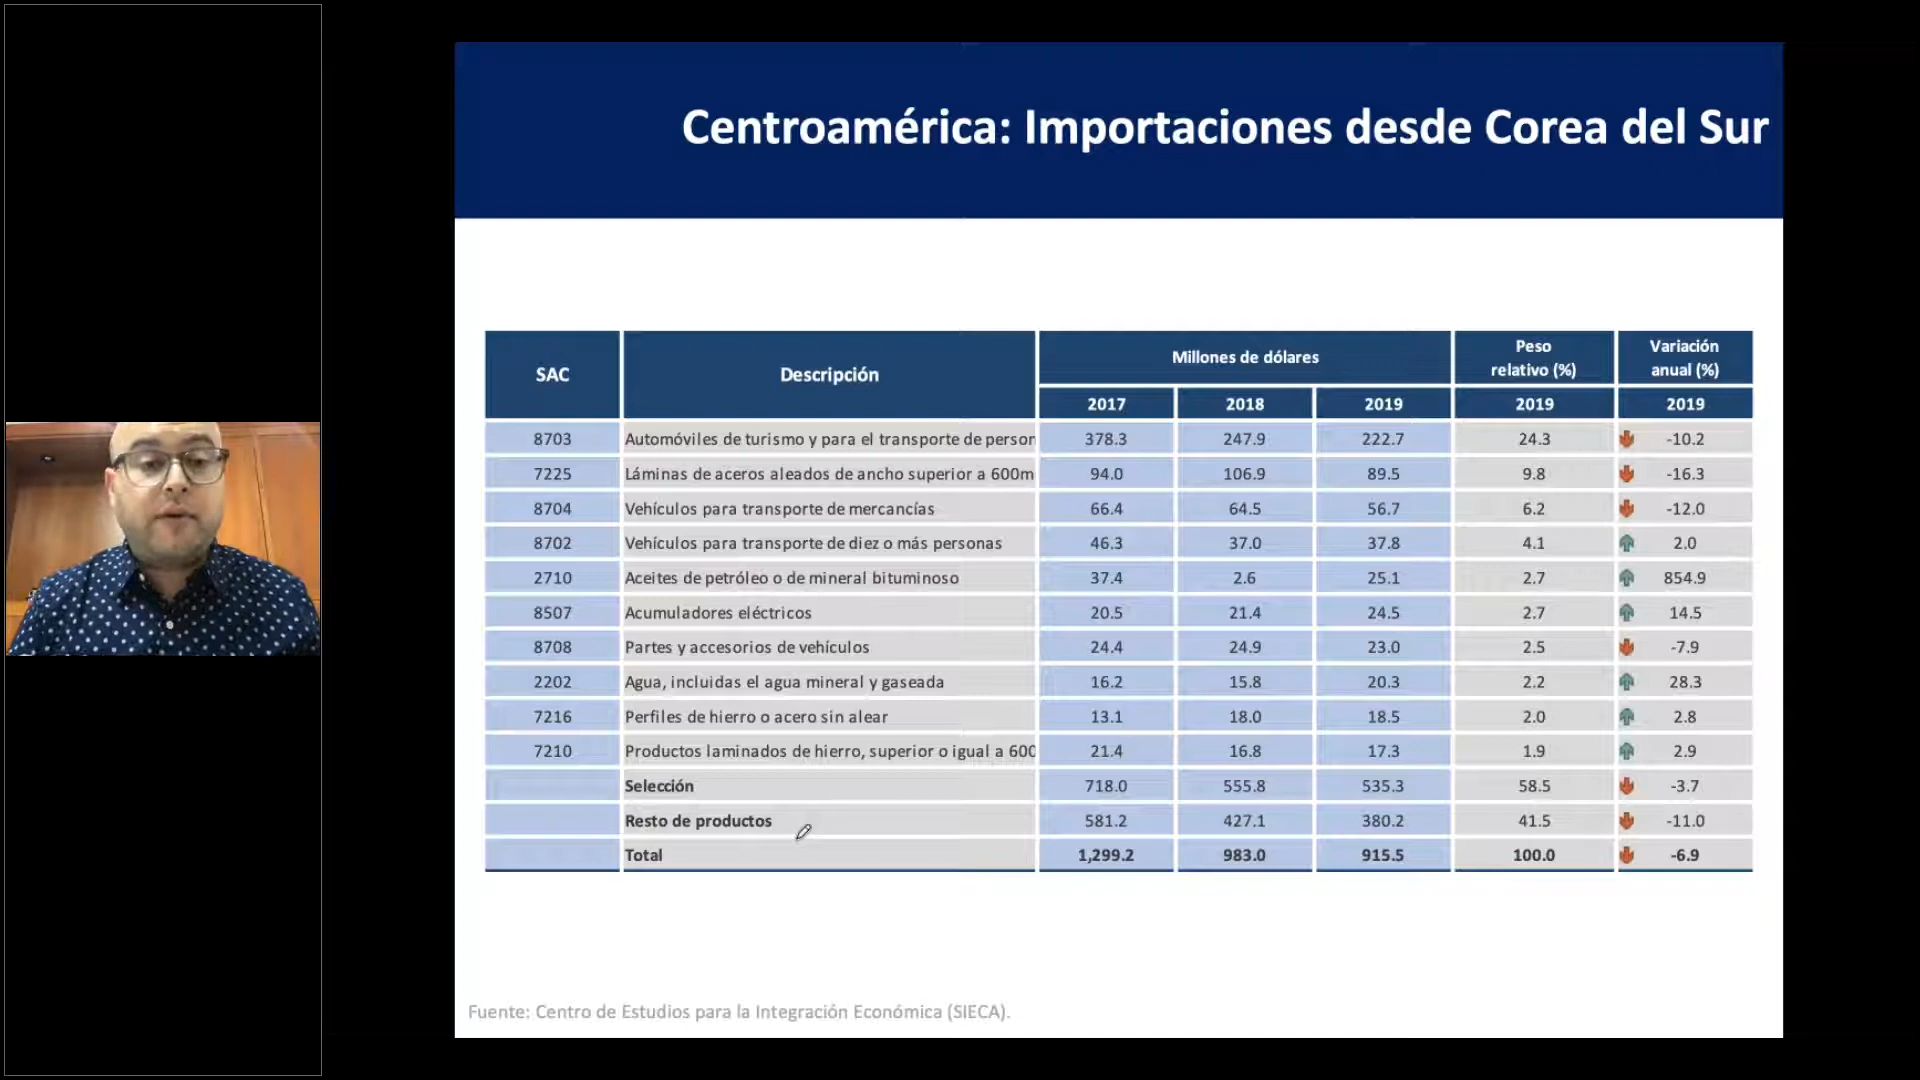 Centroamérica: Importaciones desde Corea del Sur
SAC Descripción Millones de dólares Peso relativo (%) Variación anual (%)
2017 2018 2019 2019 2019
8703 Automóviles de turismo y para el transporte de person 378.3 247.9 222.7 24.3 -10.2
7225 Láminas de aceros aleados de ancho superior a 600m 94.0 106.9 89.5 9.8 -16.3
8704 Vehículos para transporte de mercancías 66.4 64.5 56.7 6.2 -12.0
8702 Vehículos para transporte de diez o más personas 46.3 37.0 37.8 4.1 2.0
2710 Aceites de petróleo o de mineral bituminoso 37.4 2.6 25.1 2.7 854.9
8507 Acumuladores eléctricos 20.5 21.4 24.5 2.7 14.5
8708 Partes y accesorios de vehículos 24.4 24.9 23.0 2.5 -7.9
2202 Agua, incluidas el agua mineral y gaseada 16.2 15.8 20.3 2.2 28.3
7216 Perfiles de hierro o acero sin alear 13.1 18.0 18.5 2.0 2.8
7210 Productos laminados de hierro, superior o igual a 600 21.4 16.8 17.3 1.9 2.9
Selección 718.0 555.8 535.3 58.5 -3.7
Resto de productos 581.2 427.1 380.2 41.5 -11.0
Total 1,299.2 983.0 915.5 100.0 -6.9
Fuente: Centro de Estudios para la Integración Económica (SIECA).